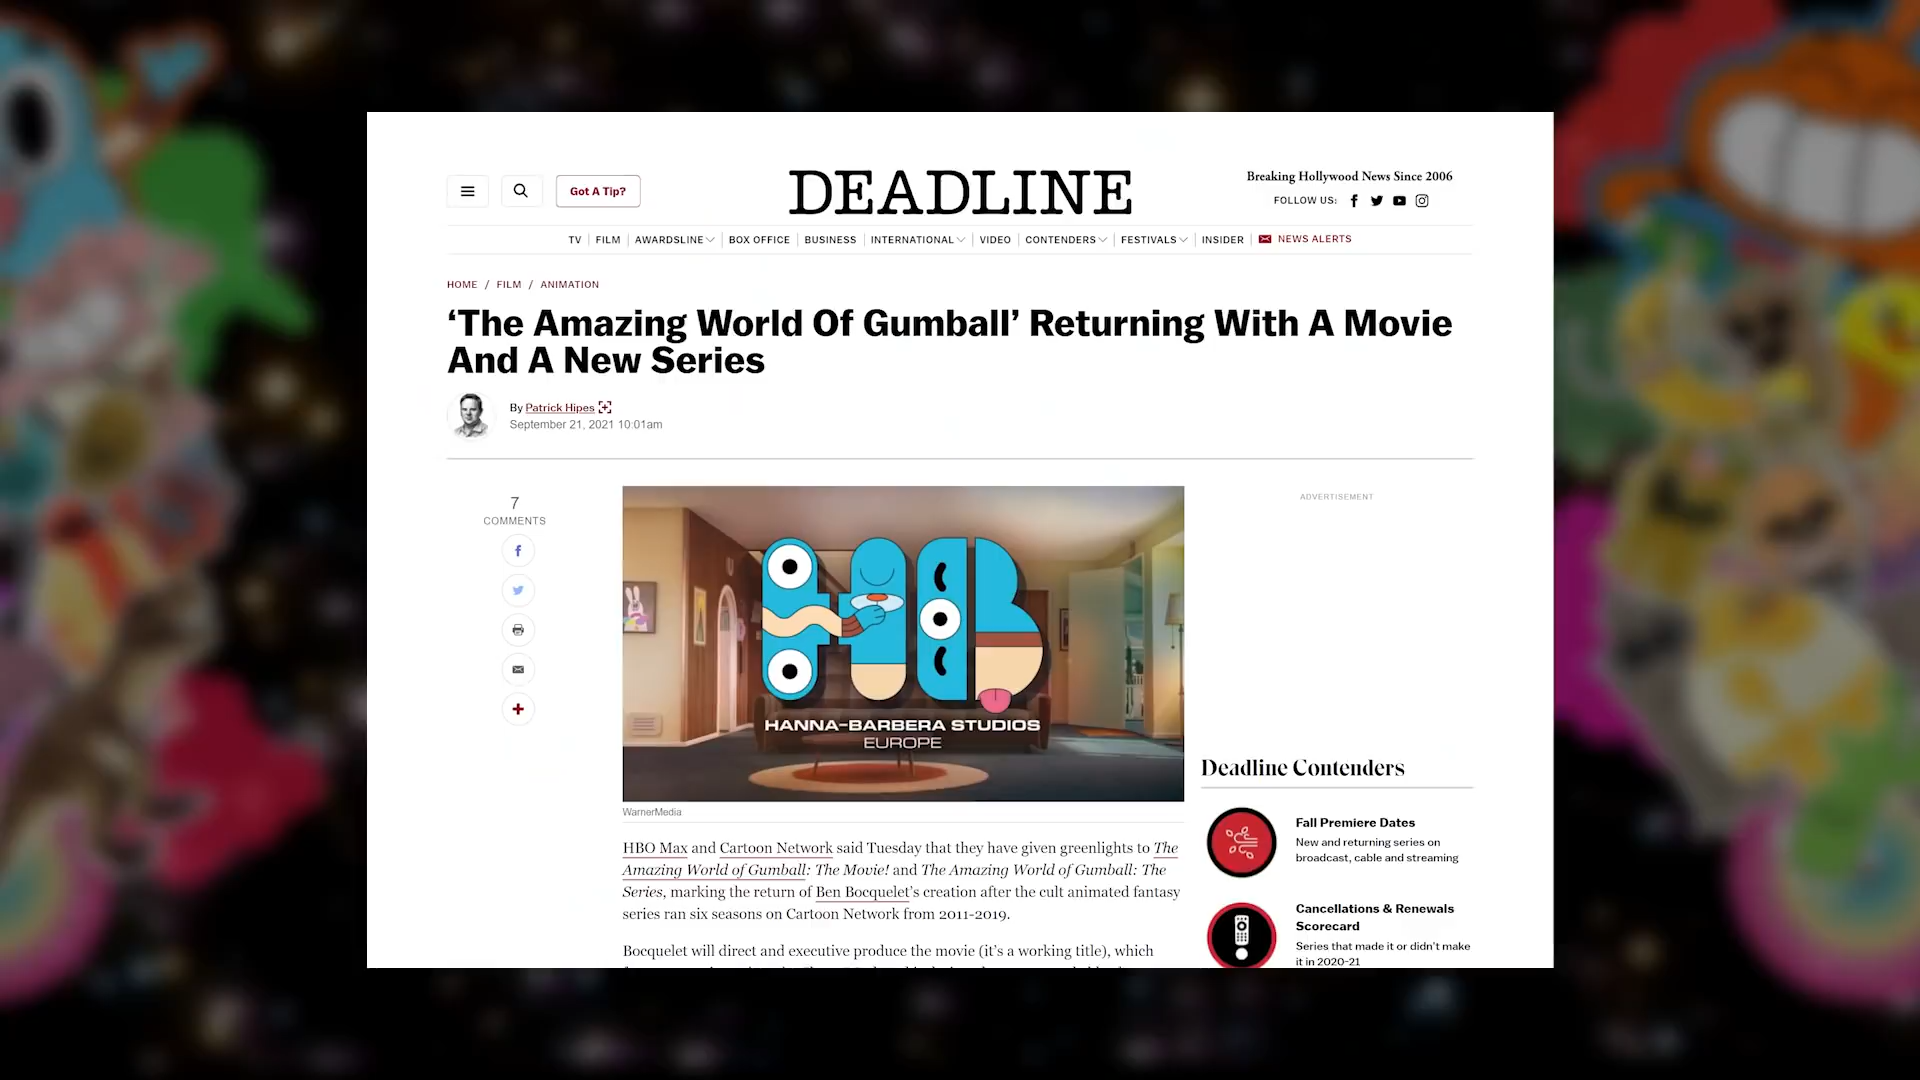 Got A Tip?
DEADLINE
Breaking Hollywood News Since 2006
FOLLOW US:
TV FILM AWARDSLINE BOX OFFICE BUSINESS INTERNATIONAL VIDEO CONTENDERS FESTIVALS INSIDER NEWS ALERTS
HOME / FILM / ANIMATION
‘The Amazing World Of Gumball’ Returning With A Movie
And A New Series
By Patrick Hipes
September 21, 2021 10:01am
7
COMMENTS
HANNA-BARBERA STUDIOS
EUROPE
WarnerMedia
HBO Max and Cartoon Network said Tuesday that they have given greenlights to The
Amazing World of Gumball: The Movie! and The Amazing World of Gumball: The
Series, marking the return of Ben Bocquelet’s creation after the cult animated fantasy
series ran six seasons on Cartoon Network from 2011-2019.
Bocquelet will direct and executive produce the movie (it’s a working title), which
ADVERTISEMENT
Deadline Contenders
Fall Premiere Dates
New and returning series on
broadcast, cable and streaming
Cancellations & Renewals
Scorecard
Series that made it or didn’t make
it in 2020-21